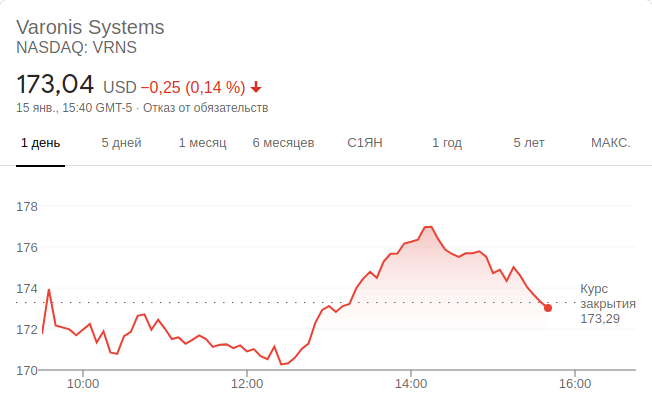 Varonis Systems
NASDAQ: VRNS
173,04 USD −0,25 (0,14 %)
15 янв., 15:40 GMT-5 · Отказ от обязательств
1 день 5 дней 1 месяц 6 месяцев С1ЯН 1 год 5 лет МАКС.
178
176
174
172
170
Курс
закрытия
173,29
10:00 12:00 14:00 16:00